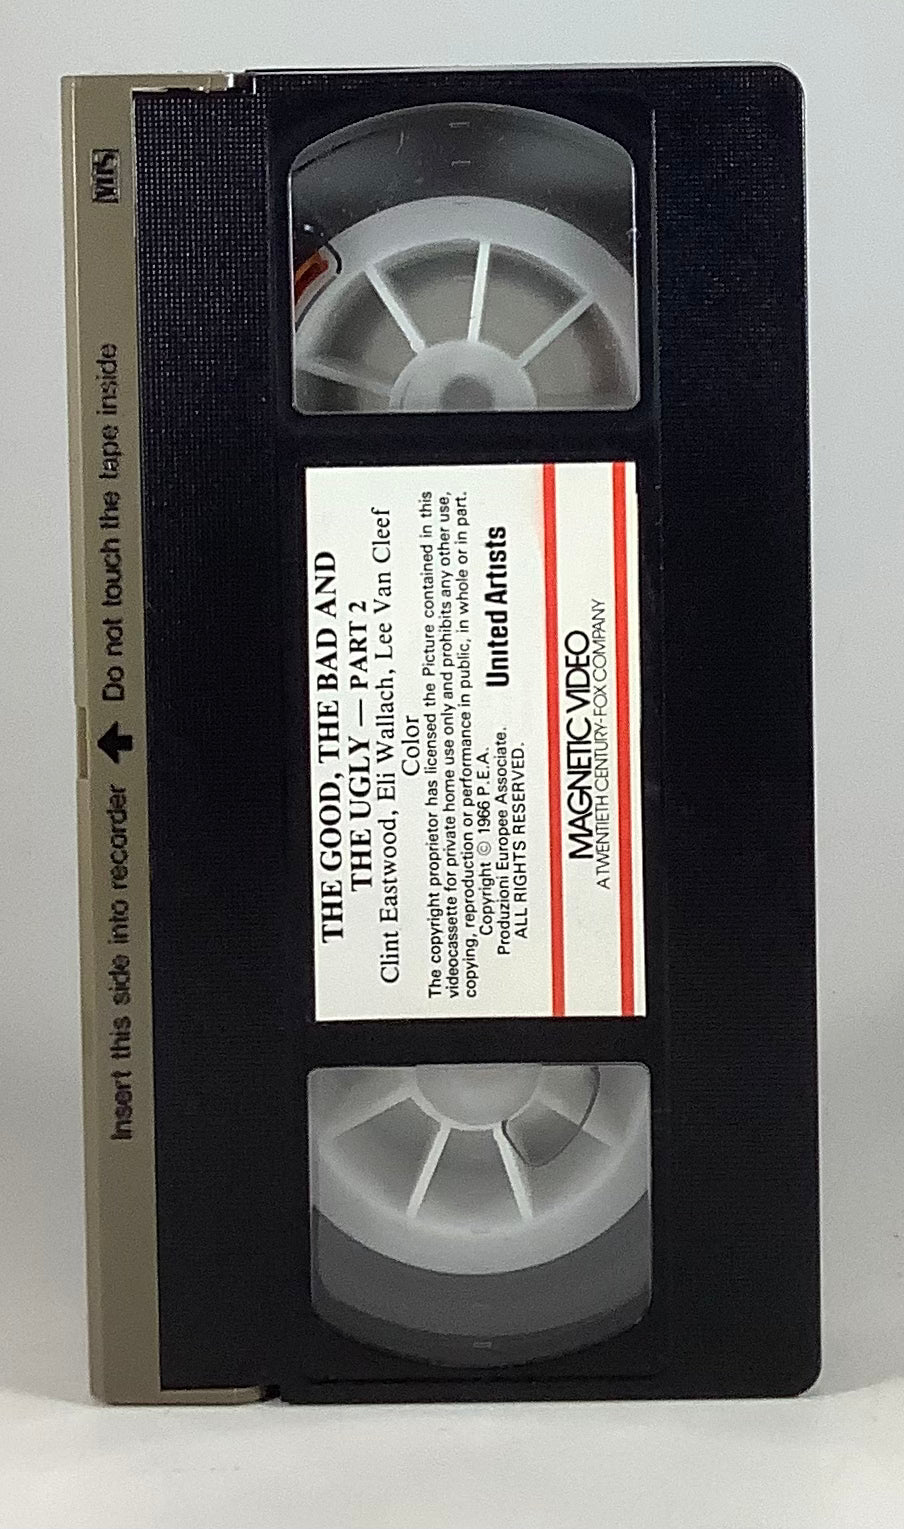 VHS
Insert this side into recorder ⬆ Do not touch the tape inside
THE GOOD, THE BAD AND
THE UGLY — PART 2
Clint Eastwood, Eli Wallach, Lee Van Cleef
Color
The copyright proprietor has licensed the Picture contained in this
videocassette for private home use only and prohibits any other use,
copying, reproduction or performance in public, in whole or in part.
Copyright © 1966 P.E.A.
Produzioni Europee Associate.
ALL RIGHTS RESERVED.
United Artists
MAGNETIC VIDEO
A TWENTIETH CENTURY-FOX COMPANY